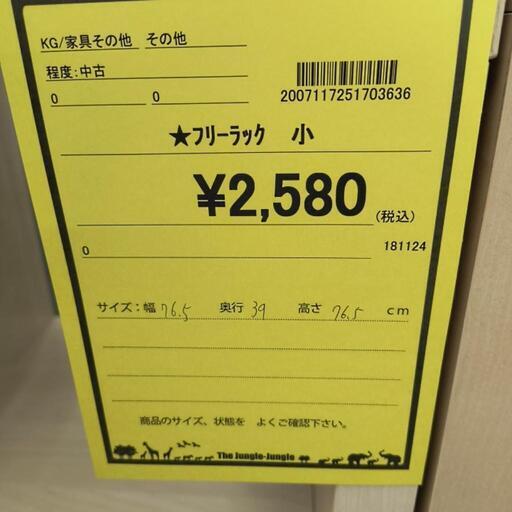 KG/家具その他 その他
程度:中古
0 0
2007117251703636
★フリーラック 小
¥2,580(税込)
0 181124
サイズ:幅 76.5 奥行 39 高さ 76.5 cm
商品のサイズ、状態を よくご確認下さい。
The Jungle-Jungle